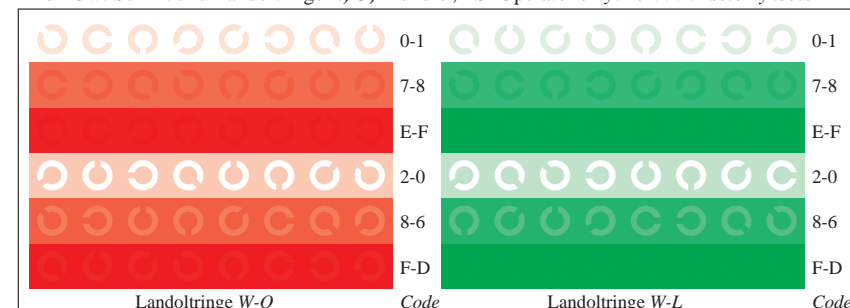 0-1 0-1
7-8 7-8
E-F E-F
2-0 2-0
8-6 8-6
F-D F-D
Landoltringe W-O Code Landoltringe W-L Code